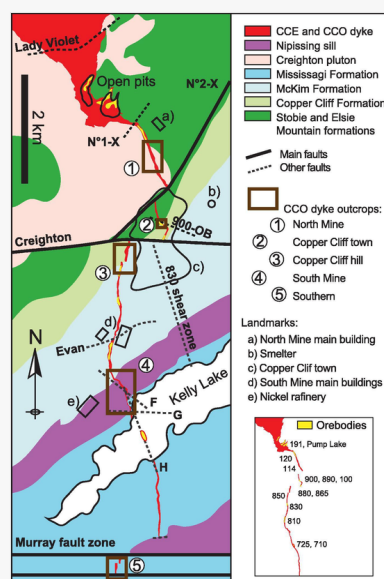 Lady Violet
Open pits
N°2-X
a)
N°1-X
2 km
1
b)
2
900-OB
Creighton
3
c)
830 shear zone
d)
Evan
N
4
e)
F
G
Kelly Lake
H
Murray fault zone
5
CCE and CCO dyke
Nipissing sill
Creighton pluton
Missisagi Formation
McKim Formation
Copper Cliff Formation
Stobie and Elsie
Mountain formations
Main faults
Other faults
CCO dyke outcrops:
1 North Mine
2 Copper Cliff town
3 Copper Cliff hill
4 South Mine
5 Southern
Landmarks:
a) North Mine main building
b) Smelter
c) Copper Clif town
d) South Mine main buildings
e) Nickel rafinery
Orebodies
191, Pump Lake
120
114
900, 890, 100
850
880, 865
830
810
725, 710